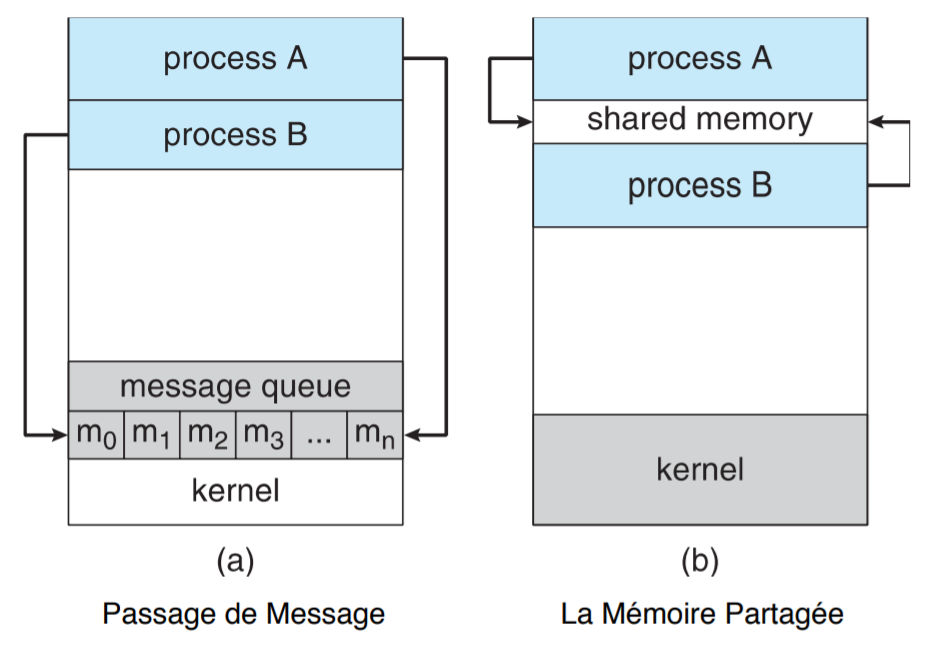 process A
process B
message queue
m0 m1 m2 m3 ... mn
kernel
(a)
Passage de Message
process A
shared memory
process B
kernel
(b)
La Mémoire Partagée